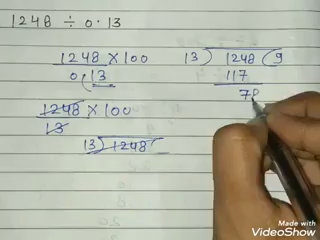 1248 ÷ 0.13
1248 × 100
0.13
1248 × 100
13
13) 1248
13) 1248 (9
117
78
Made with
VivaVideo